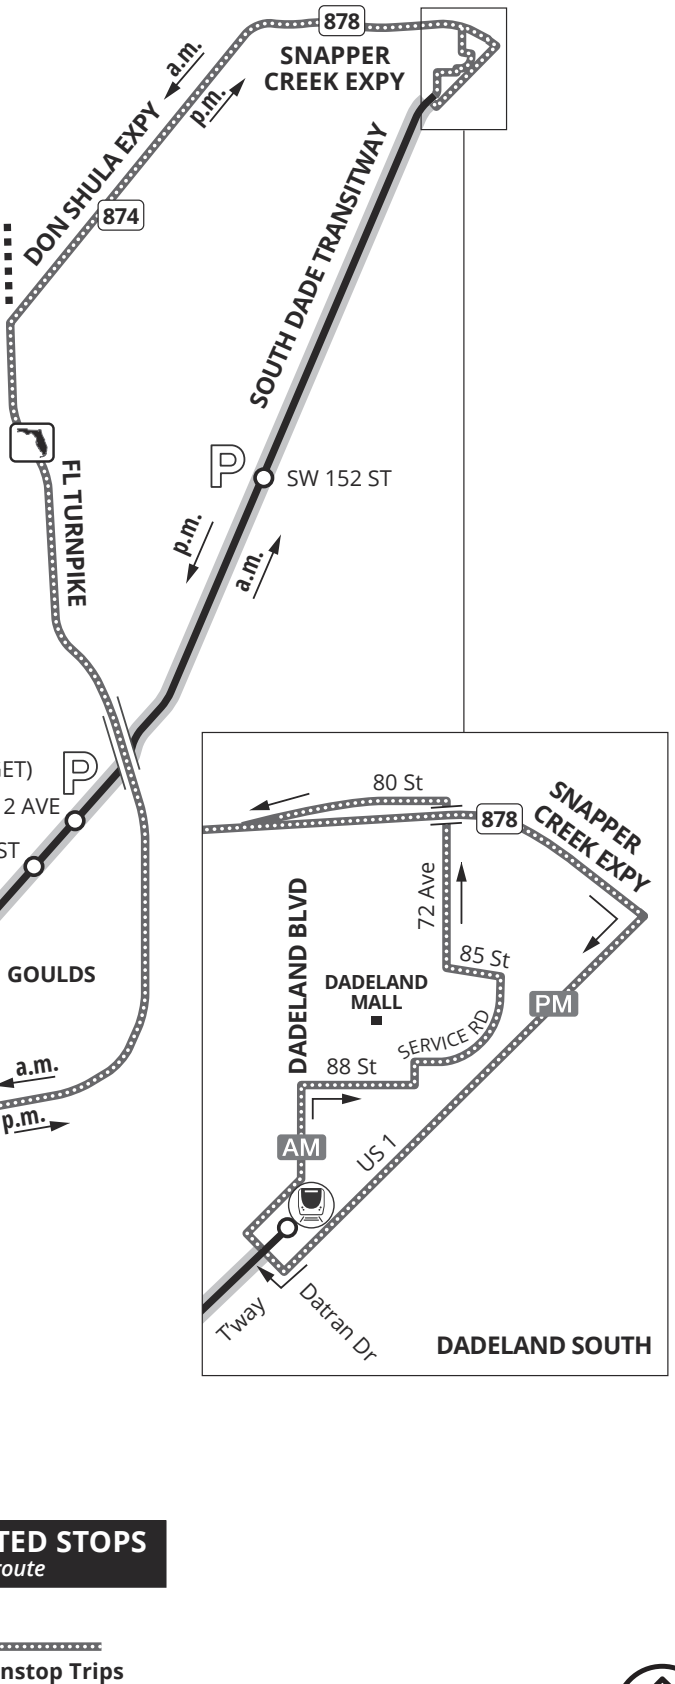 878
SNAPPER
CREEK EXPY
a.m.
p.m.
DON SHULA EXPY
874
SOUTH DADE TRANSITWAY
P
SW 152 ST
FL TURNPIKE
p.m.
a.m.
P
ET)
2 AVE
ST
GOULDS
a.m.
p.m.
80 St
878
SNAPPER
CREEK EXPY
72 Ave
DADELAND BLVD
85 St
DADELAND
MALL
PM
SERVICE RD
88 St
AM
US 1
T'way
Datran Dr
DADELAND SOUTH
TED STOPS
route
nstop Trips